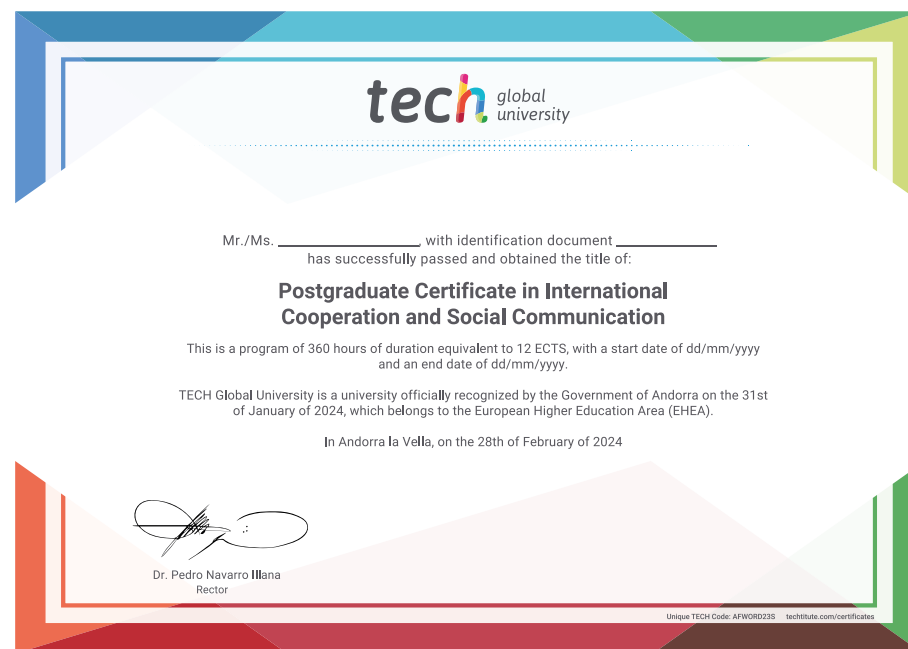 tech global
university
Mr./Ms. ____________, with identification document ____________
has successfully passed and obtained the title of:
Postgraduate Certificate in International
Cooperation and Social Communication
This is a program of 360 hours of duration equivalent to 12 ECTS, with a start date of dd/mm/yyyy
and an end date of dd/mm/yyyy.
TECH Global University is a university officially recognized by the Government of Andorra on the 31st
of January of 2024, which belongs to the European Higher Education Area (EHEA).
In Andorra la Vella, on the 28th of February of 2024
Dr. Pedro Navarro Illana
Rector
Unique TECH Code: AFWORD23S techtitute.com/certificates